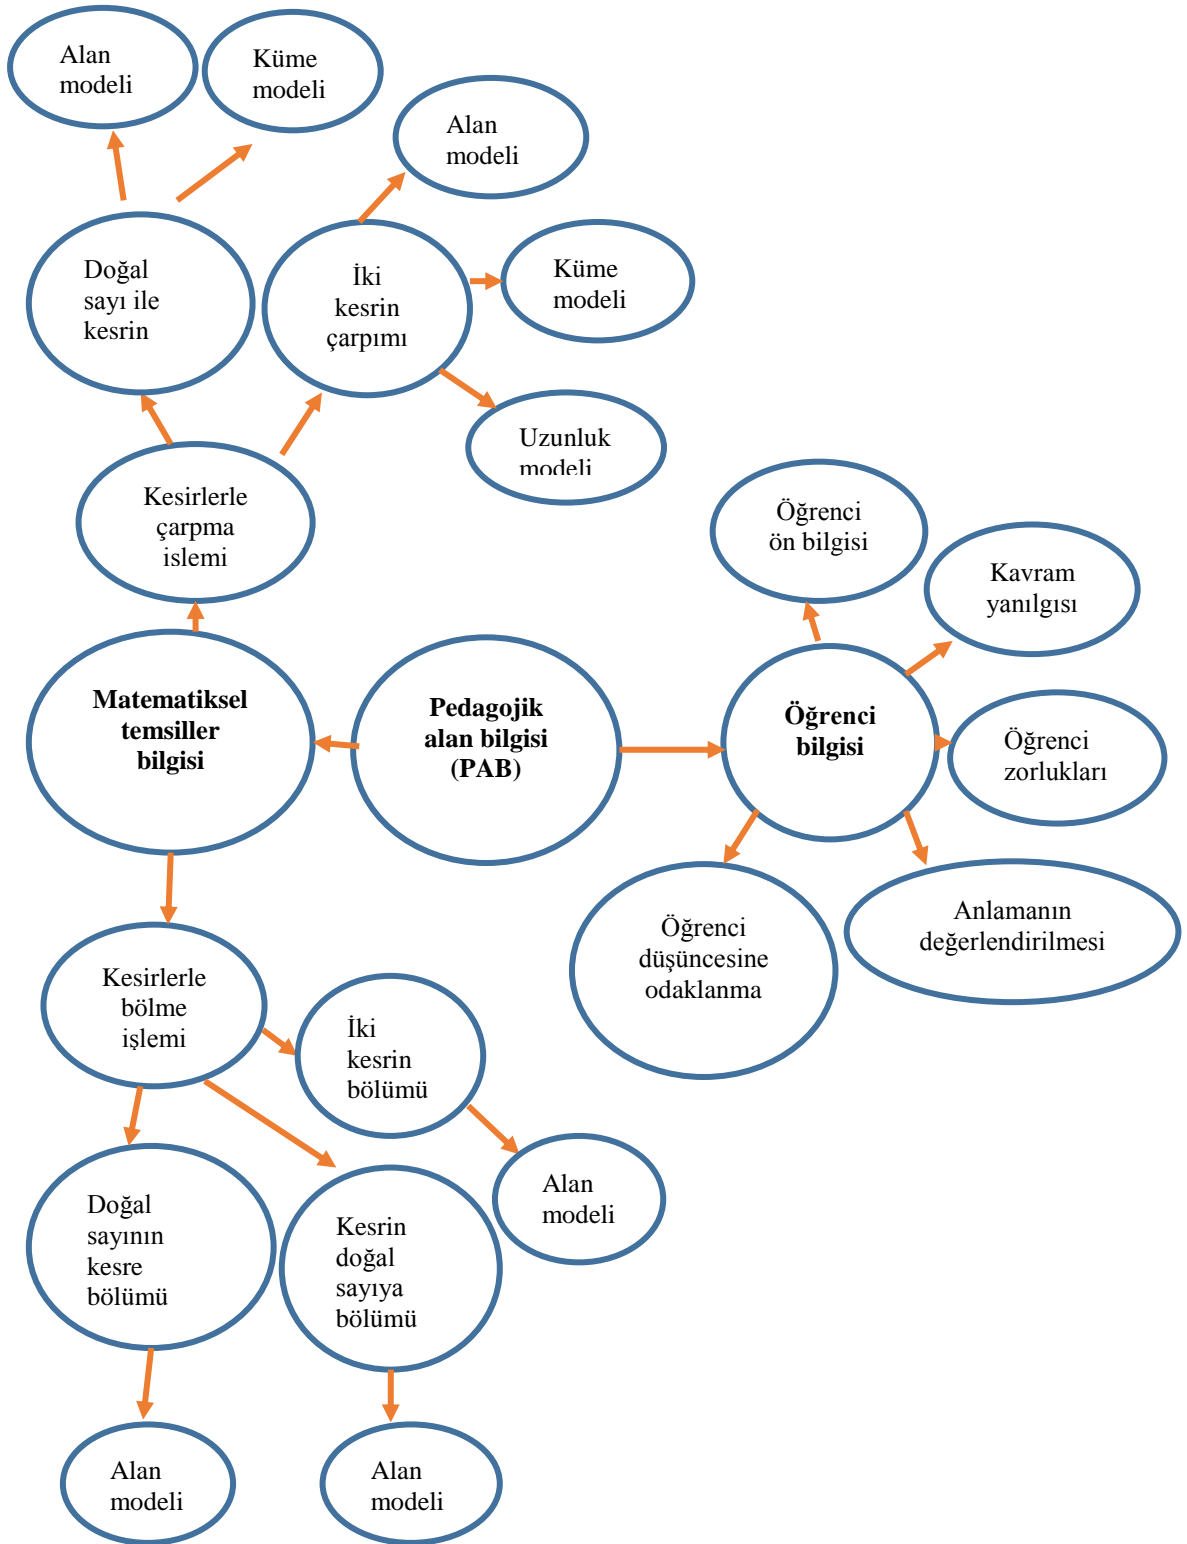 Alan
modeli
Küme
modeli
Alan
modeli
Doğal
sayı ile
kesrin
İki
kesrin
çarpımı
Küme
modeli
Uzunluk
modeli
Kesirlerle
çarpma
islemi
Öğrenci
ön bilgisi
Kavram
yanılgısı
Matematiksel
temsiller
bilgisi
Pedagojik
alan bilgisi
(PAB)
Öğrenci
bilgisi
Öğrenci
zorlukları
Öğrenci
düşüncesine
odaklanma
Anlamanın
değerlendirilmesi
Kesirlerle
bölme
işlemi
İki
kesrin
bölümü
Alan
modeli
Doğal
sayının
kesre
bölümü
Kesrin
doğal
sayıya
bölümü
Alan
modeli
Alan
modeli